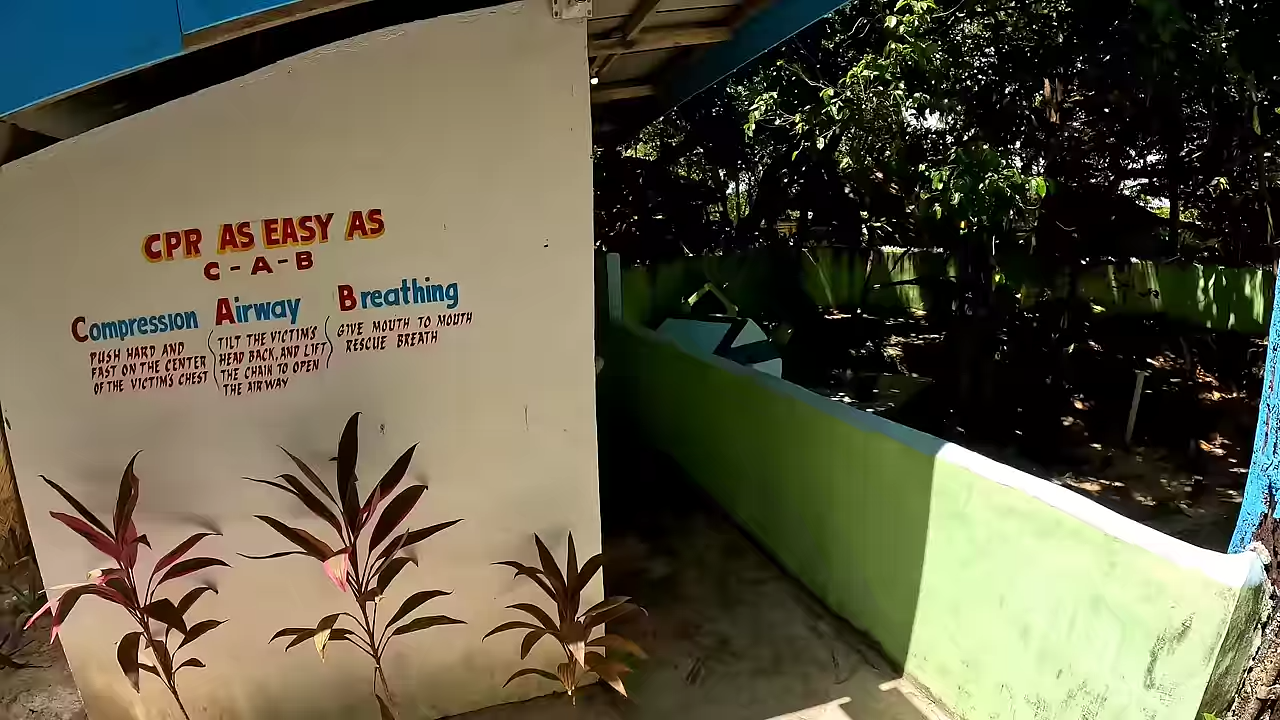 CPR AS EASY AS
C-A-B
Compression Airway Breathing
PUSH HARD AND
FAST ON THE CENTER
OF THE VICTIM'S CHEST
TILT THE VICTIM'S
HEAD BACK, AND LIFT
THE CHAIN TO OPEN
THE AIRWAY
GIVE MOUTH TO MOUTH
RESCUE BREATH